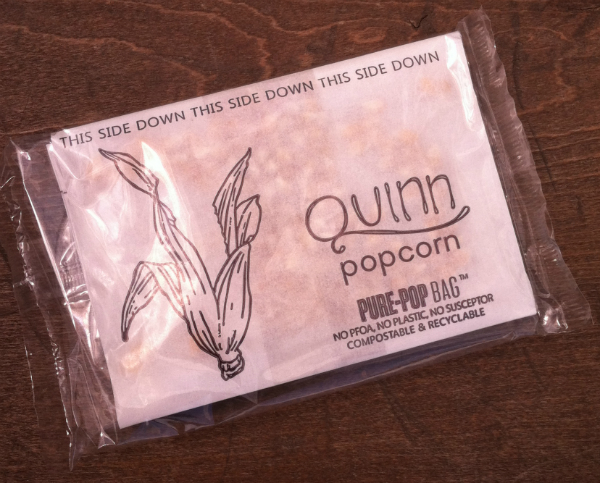 THIS SIDE DOWN THIS SIDE DOWN THIS SIDE DOWN
Quinn
popcorn
PURE-POP BAG™
NO PFOA, NO PLASTIC, NO SUSCEPTOR
COMPOSTABLE & RECYCLABLE